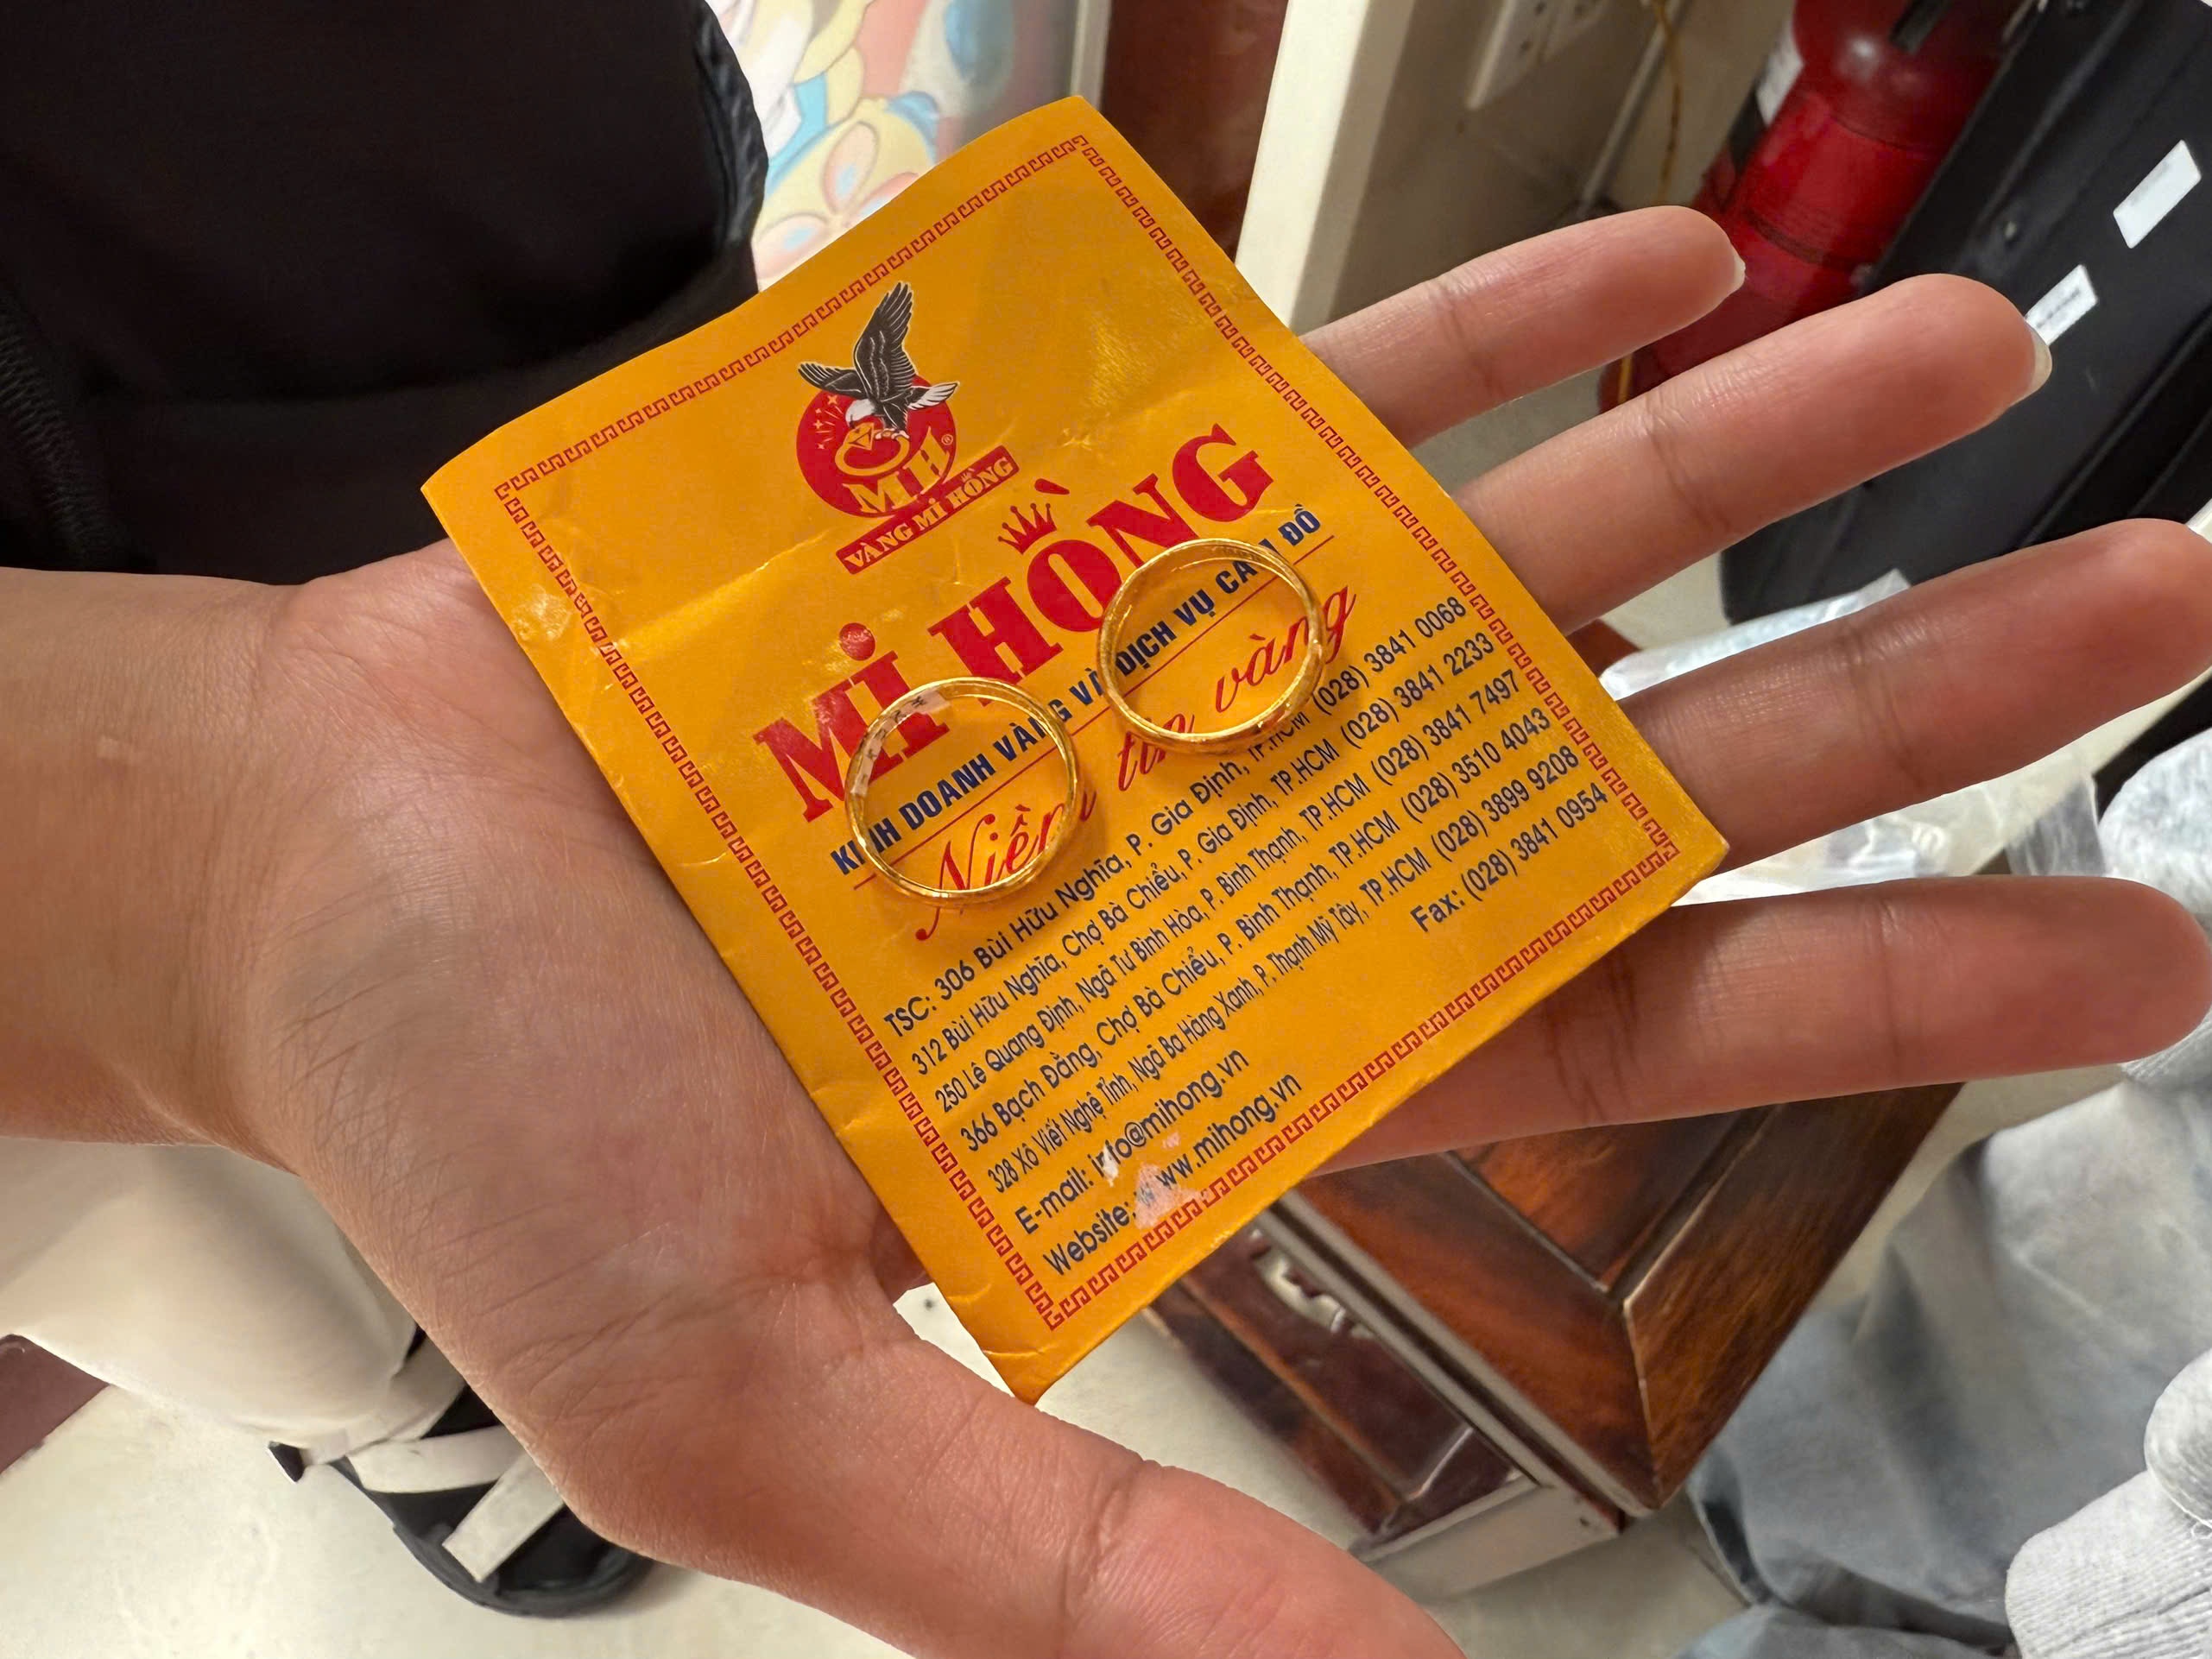 MH®
VÀNG MI HỒNG
MI HỒNG
KINH DOANH VÀNG VÀ DỊCH VỤ CẦM ĐỒ
Niềm tin vàng
TSC: 306 Bùi Hữu Nghĩa, P. Gia Định, TP.HCM (028) 3841 0068
312 Bùi Hữu Nghĩa, Chợ Bà Chiểu, P. Gia Định, TP.HCM (028) 3841 2233
250 Lê Quang Định, Ngã Tư Bình Hòa, P. Bình Thạnh, TP.HCM (028) 3841 7497
366 Bạch Đằng, Chợ Bà Chiểu, P. Bình Thạnh, TP.HCM (028) 3510 4043
328 Xô Viết Nghệ Tĩnh, Ngã Ba Hàng Xanh, P. Thạnh Mỹ Tây, TP.HCM (028) 3899 9208
Fax: (028) 3841 0954
E-mail: info@mihong.vn
Website: www.mihong.vn